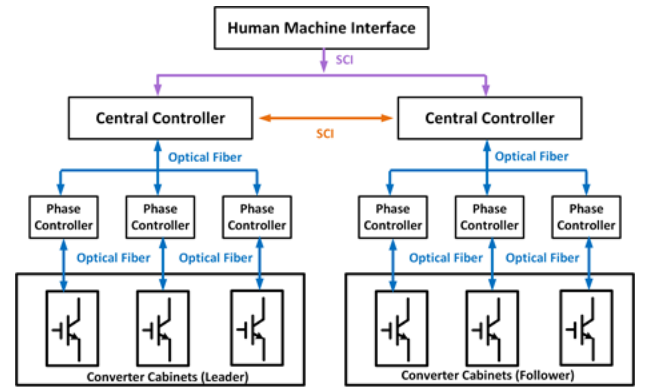 Human Machine Interface
SCI
Central Controller
Central Controller
SCI
Optical Fiber
Optical Fiber
Phase
Controller
Phase
Controller
Phase
Controller
Phase
Controller
Phase
Controller
Phase
Controller
Optical Fiber
Optical Fiber
Optical Fiber
Optical Fiber
Converter Cabinets (Leader)
Converter Cabinets (Follower)